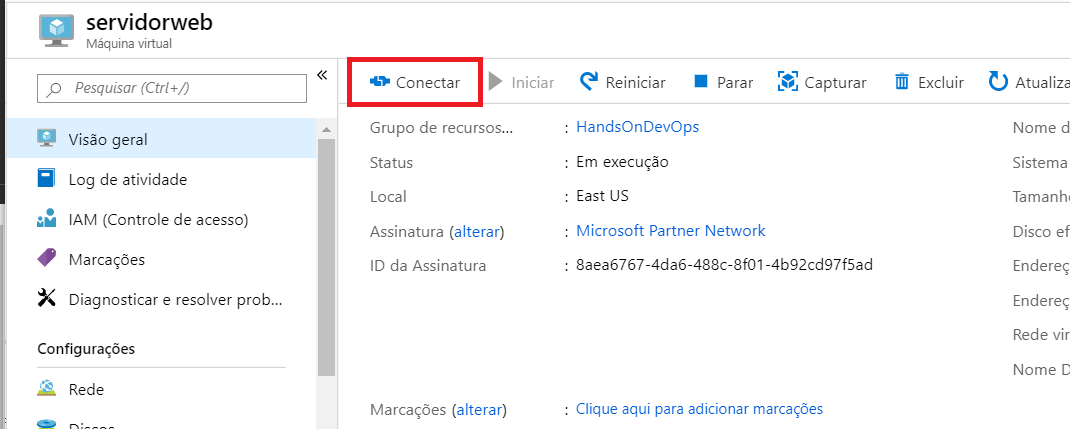 servidorweb
Máquina virtual
Pesquisar (Ctrl+/)
«
Visão geral
Log de atividade
IAM (Controle de acesso)
Marcações
Diagnosticar e resolver prob...
Configurações
Rede
Discos
Conectar Iniciar Reiniciar Parar Capturar Excluir Atualiza
Grupo de recursos... : HandsOnDevOps
Status : Em execução
Local : East US
Assinatura (alterar) : Microsoft Partner Network
ID da Assinatura : 8aea6767-4da6-488c-8f01-4b92cd97f5ad
Marcações (alterar) : Clique aqui para adicionar marcações
Nome d
Sistema
Tamanho
Disco ef
Endereç
Endereç
Rede vir
Nome D